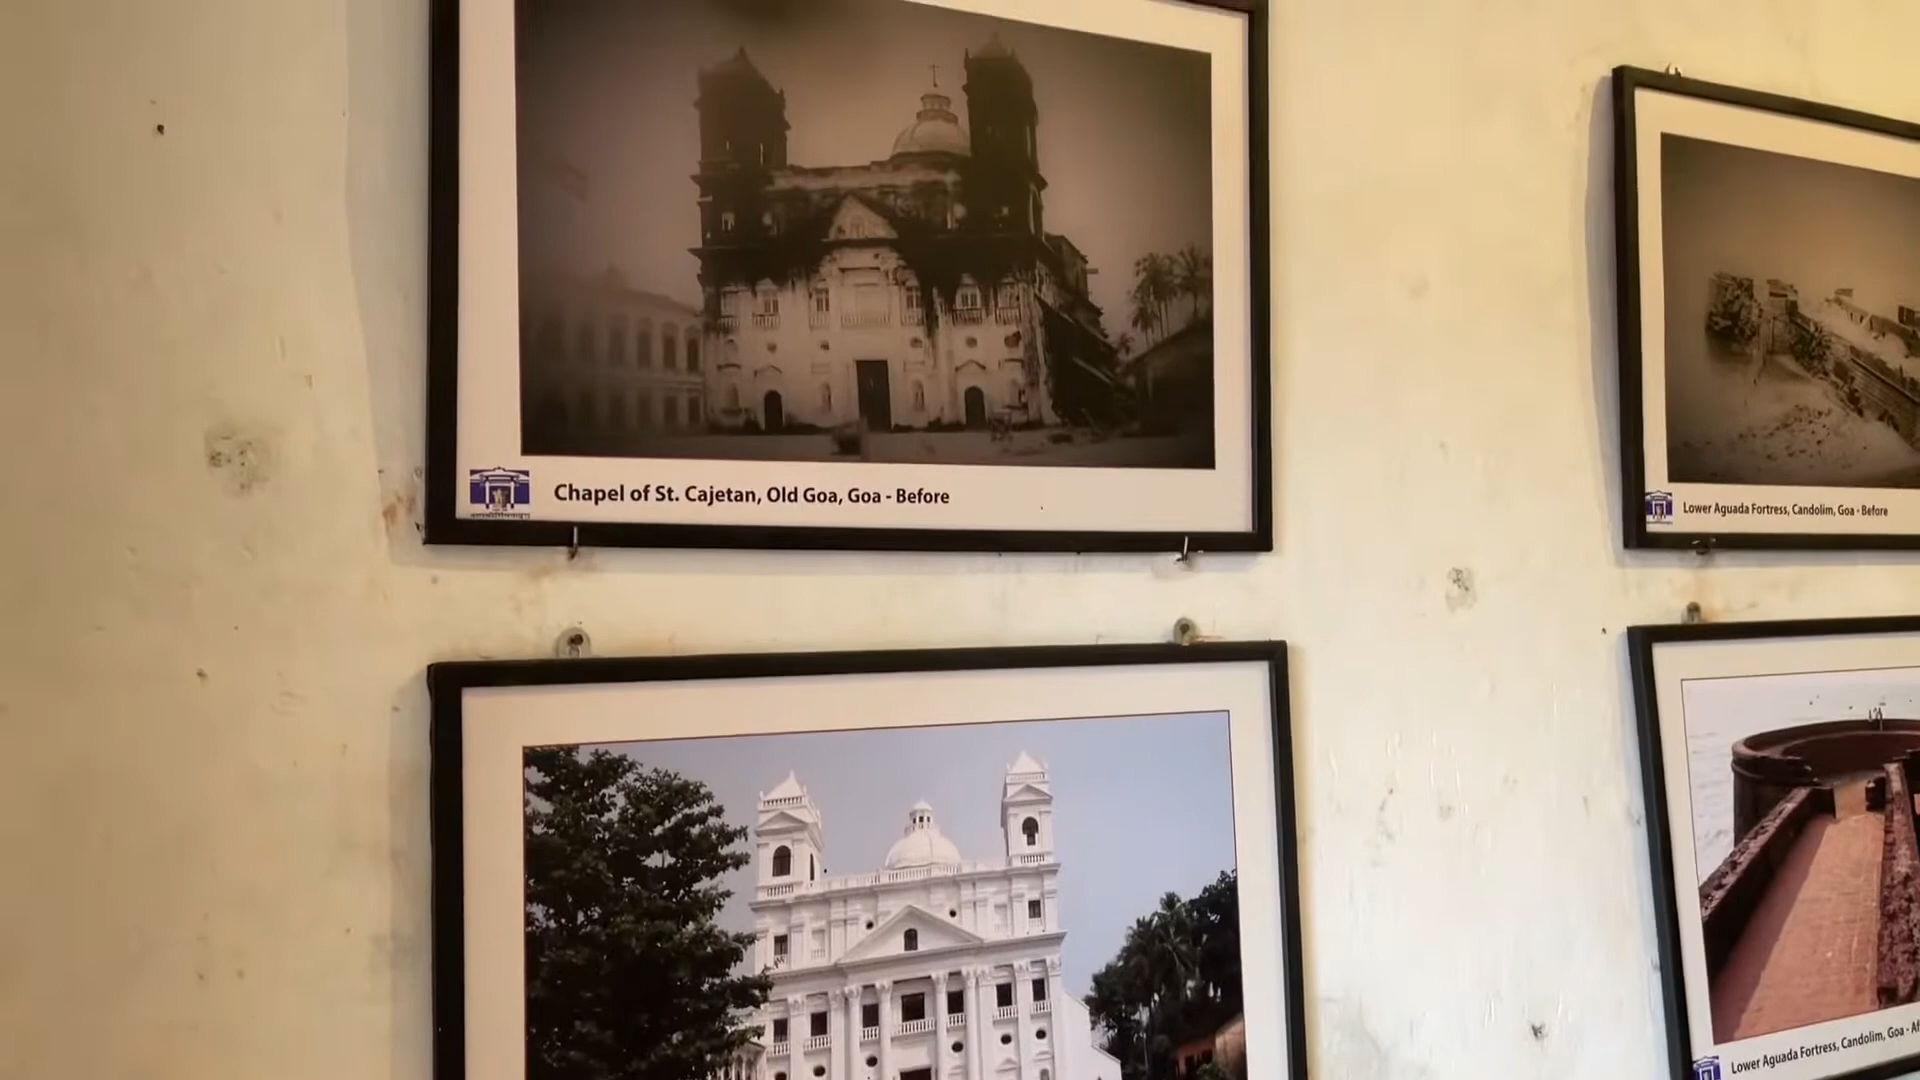 Chapel of St. Cajetan, Old Goa, Goa - Before
Lower Aguada Fortress, Candolim, Goa - Before
Lower Aguada Fortress, Candolim, Goa -